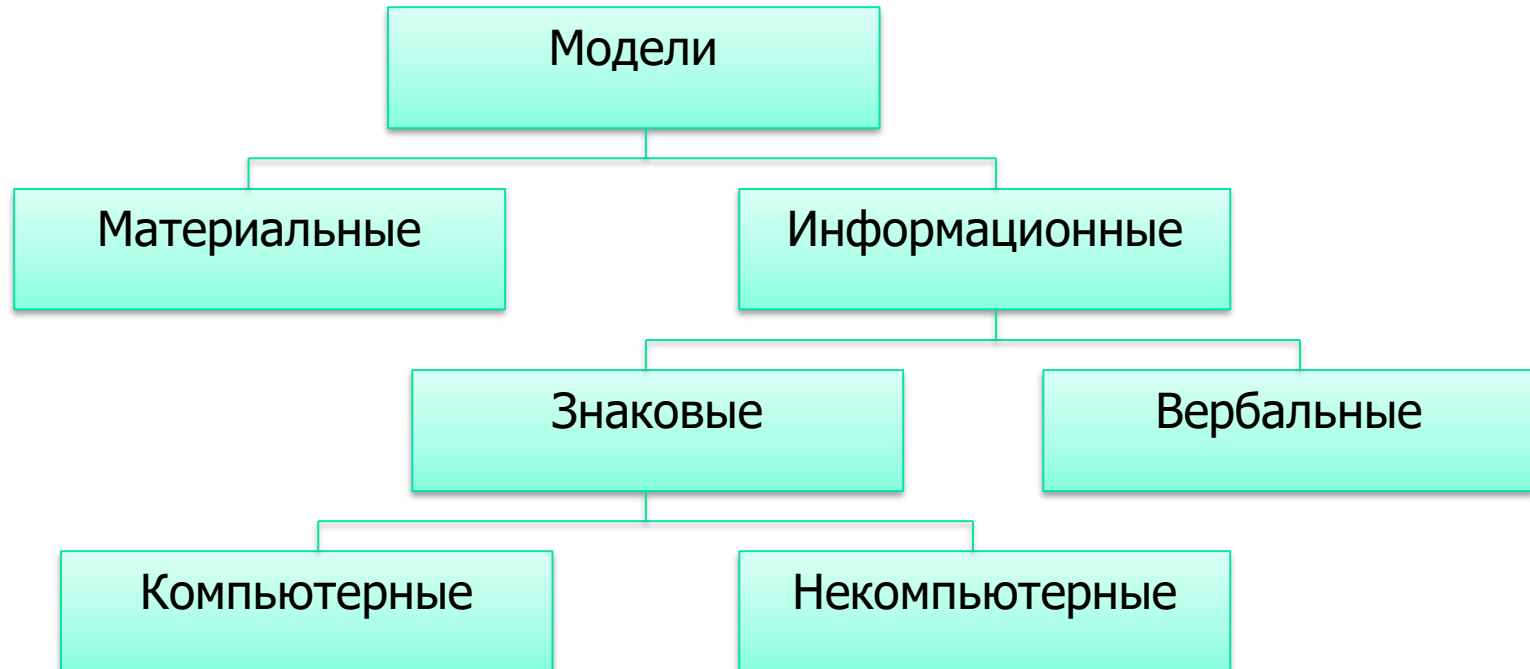 Модели
Материальные
Информационные
Знаковые
Вербальные
Компьютерные
Некомпьютерные